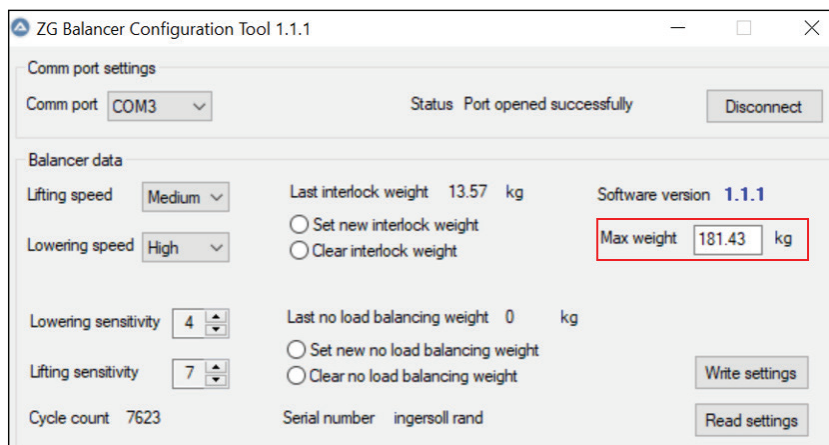 ZG Balancer Configuration Tool 1.1.1
Comm port settings
Comm port COM3 Status Port opened successfully Disconnect
Balancer data
Lifting speed Medium Last interlock weight 13.57 kg Software version 1.1.1
Set new interlock weight
Max weight 181.43 kg
Lowering speed High Clear interlock weight
Lowering sensitivity 4 Last no load balancing weight 0 kg
Set new no load balancing weight
Lifting sensitivity 7 Clear no load balancing weight Write settings
Cycle count 7623 Serial number ingersoll rand Read settings